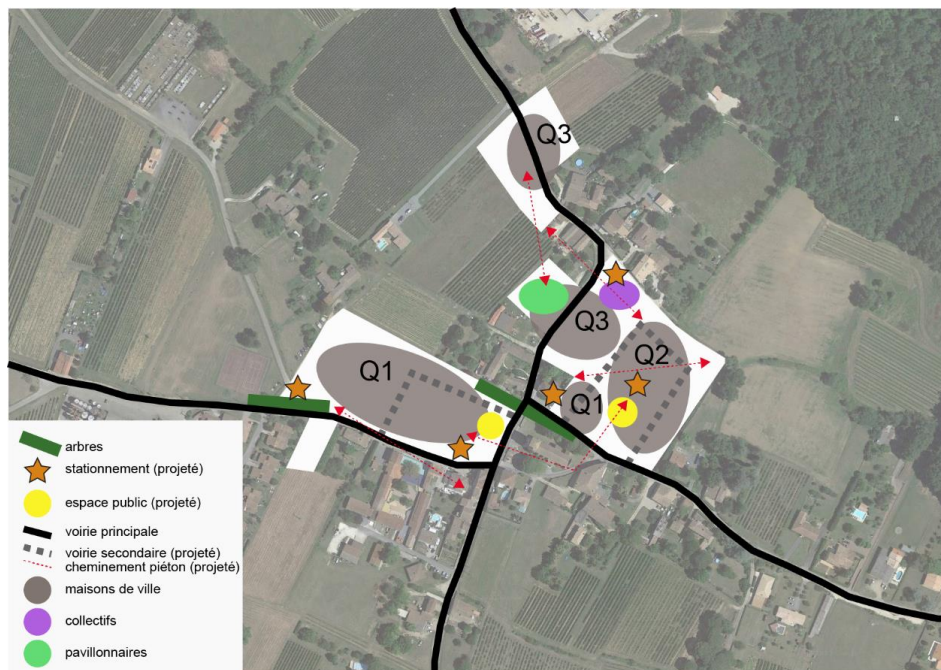 Q3
Q3
Q2
Q1
Q1
arbres
stationnement (projeté)
espace public (projeté)
voirie principale
voirie secondaire (projeté)
cheminement piéton (projeté)
maisons de ville
collectifs
pavillonnaires